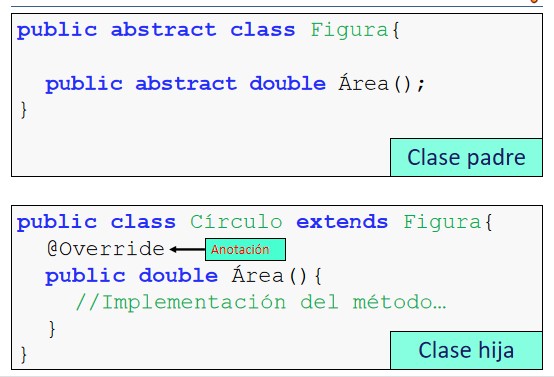 public abstract class Figura{
public abstract double Área();
}
Clase padre
public class Círculo extends Figura{
@Override Anotación
public double Área(){
//Implementación del método…
}
}
Clase hija